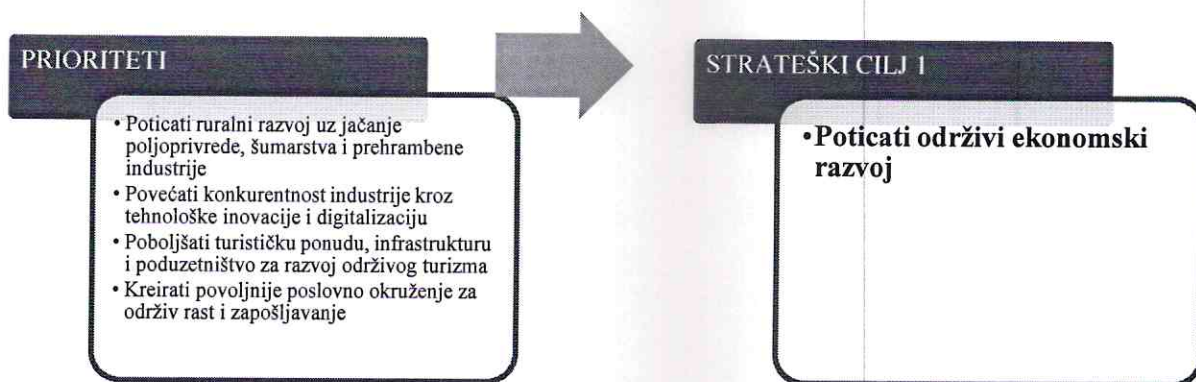 PRIORITETI
• Poticati ruralni razvoj uz jačanje
poljoprivrede, šumarstva i prehrambene
industrije
• Povećati konkurentnost industrije kroz
tehnološke inovacije i digitalizaciju
• Poboljšati turističku ponudu, infrastrukturu
i poduzetništvo za razvoj održivog turizma
• Kreirati povoljnije poslovno okruženje za
održiv rast i zapošljavanje
STRATEŠKI CILJ 1
•Poticati održivi ekonomski
razvoj